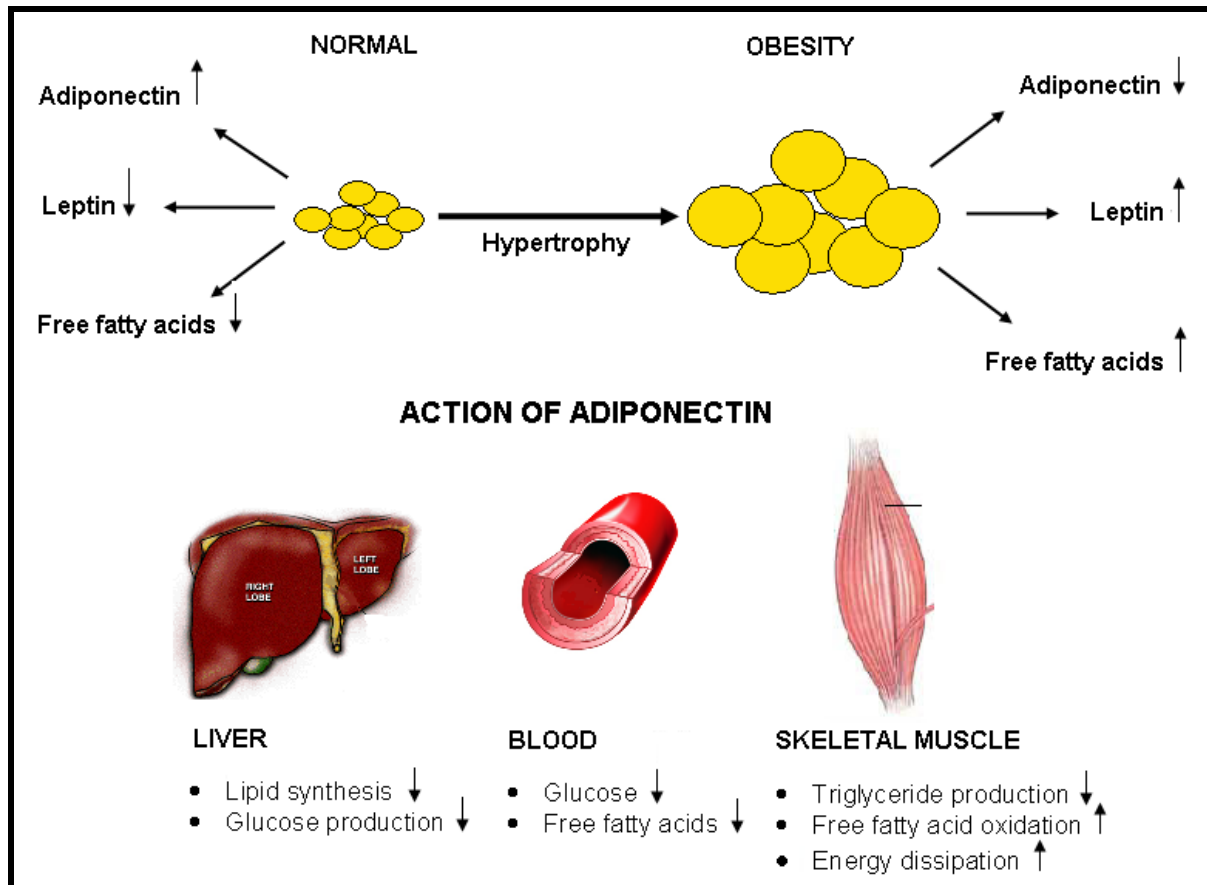 NORMAL
OBESITY
Adiponectin ↑
Leptin ↓
Free fatty acids ↓
Hypertrophy
Adiponectin ↓
Leptin ↑
Free fatty acids ↑
ACTION OF ADIPONECTIN
RIGHT
LOBE
LEFT
LOBE
LIVER
• Lipid synthesis ↓
• Glucose production ↓
BLOOD
• Glucose ↓
• Free fatty acids ↓
SKELETAL MUSCLE
• Triglyceride production ↓
• Free fatty acid oxidation ↑
• Energy dissipation ↑